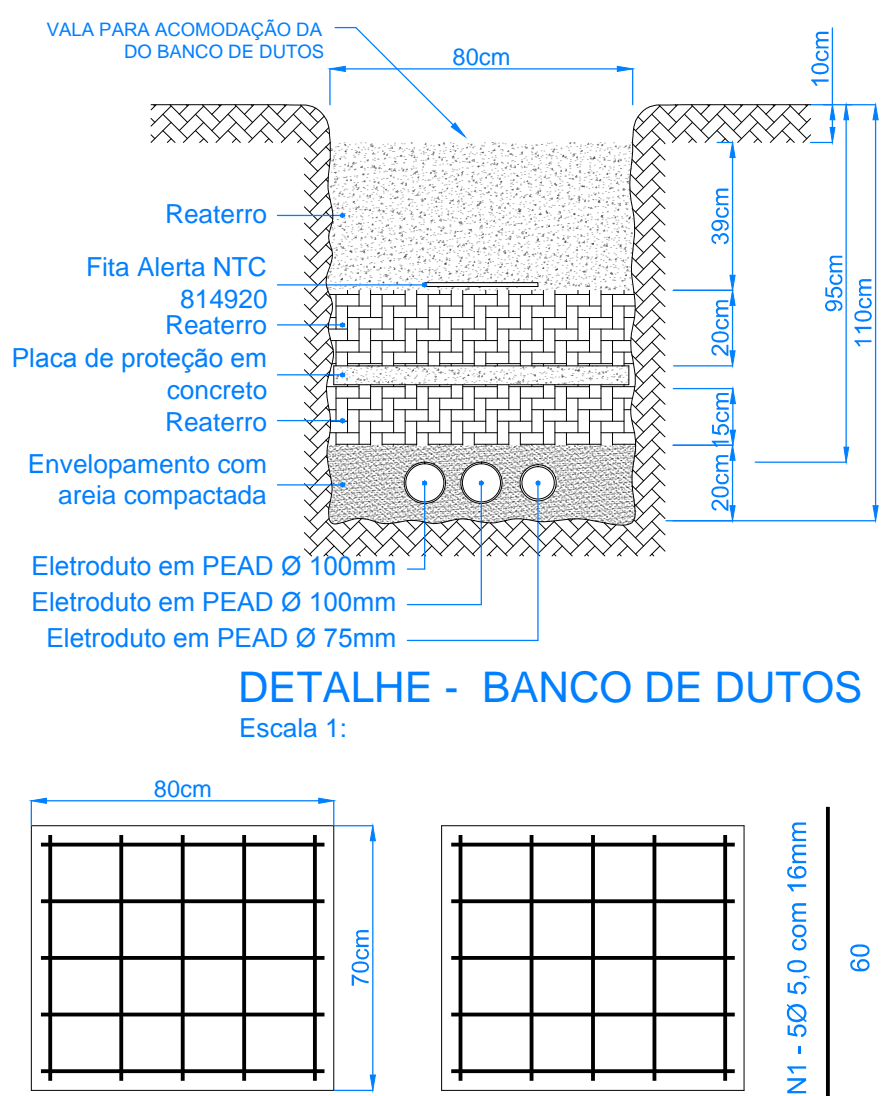 VALA PARA ACOMODAÇÃO DA
DO BANCO DE DUTOS
80cm
10cm
Reaterro
39cm
Fita Alerta NTC
814920
95cm
110cm
Reaterro
20cm
Placa de proteção em
concreto
Reaterro
15cm
Envelopamento com
areia compactada
20cm
Eletroduto em PEAD Ø 100mm
Eletroduto em PEAD Ø 100mm
Eletroduto em PEAD Ø 75mm
DETALHE - BANCO DE DUTOS
Escala 1:
80cm
70cm
N1 - 5Ø 5,0 com 16mm
60